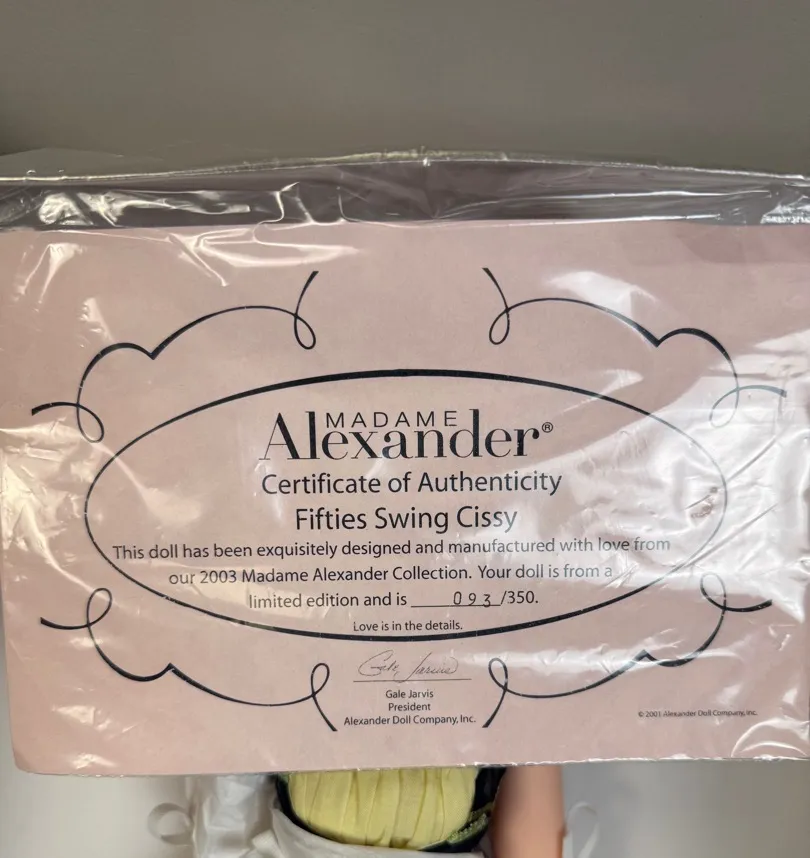 MADAME
Alexander®
Certificate of Authenticity
Fifties Swing Cissy
This doll has been exquisitely designed and manufactured with love from
our 2003 Madame Alexander Collection. Your doll is from a
limited edition and is 093/350.
Love is in the details.
Gale Jarvis
Gale Jarvis
President
Alexander Doll Company, Inc.
© 2001 Alexander Doll Company, Inc.